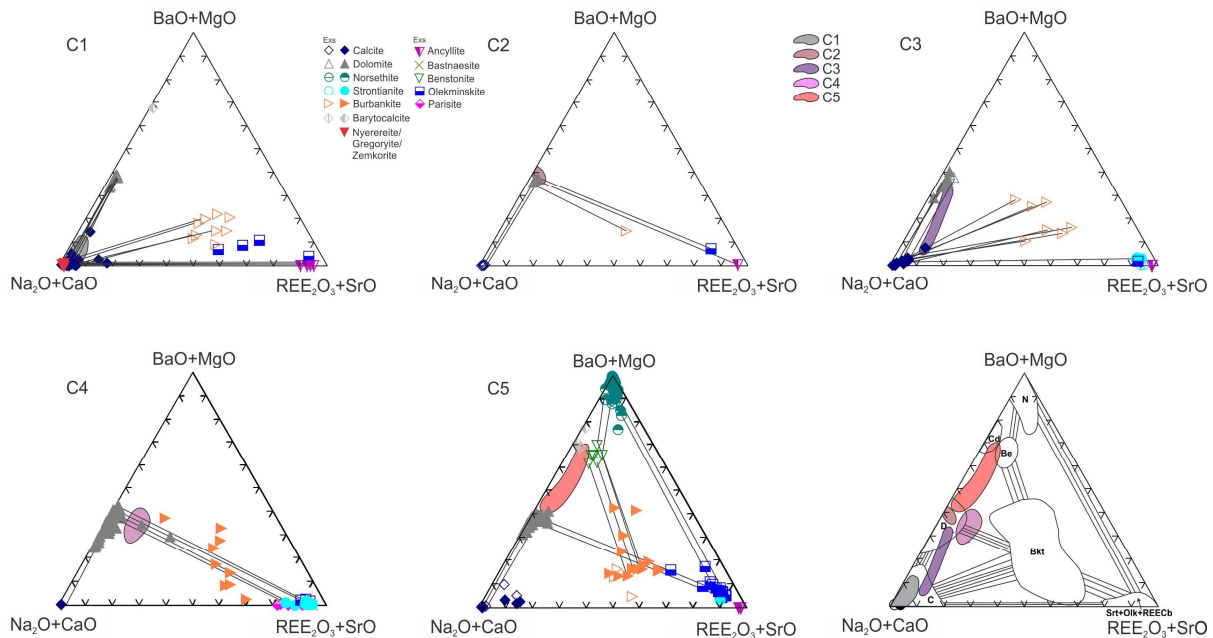 C1
BaO+MgO
Na₂O+CaO
REE₂O₃+SrO
Exs
Calcite
Dolomite
Norsethite
Strontianite
Burbankite
Barytocalcite
Nyerereite/
Gregoryite/
Zemkorite
Exs
Ancyllite
Bastnaesite
Benstonite
Olekminskite
Parisite
C2
BaO+MgO
Na₂O+CaO
REE₂O₃+SrO
C1
C2
C3
C4
C5
C3
BaO+MgO
Na₂O+CaO
REE₂O₃+SrO
C4
BaO+MgO
Na₂O+CaO
REE₂O₃+SrO
C5
BaO+MgO
Na₂O+CaO
REE₂O₃+SrO
BaO+MgO
N
Cd
Be
D
Bkt
C
Srt+Olk+REECb
Na₂O+CaO
REE₂O₃+SrO